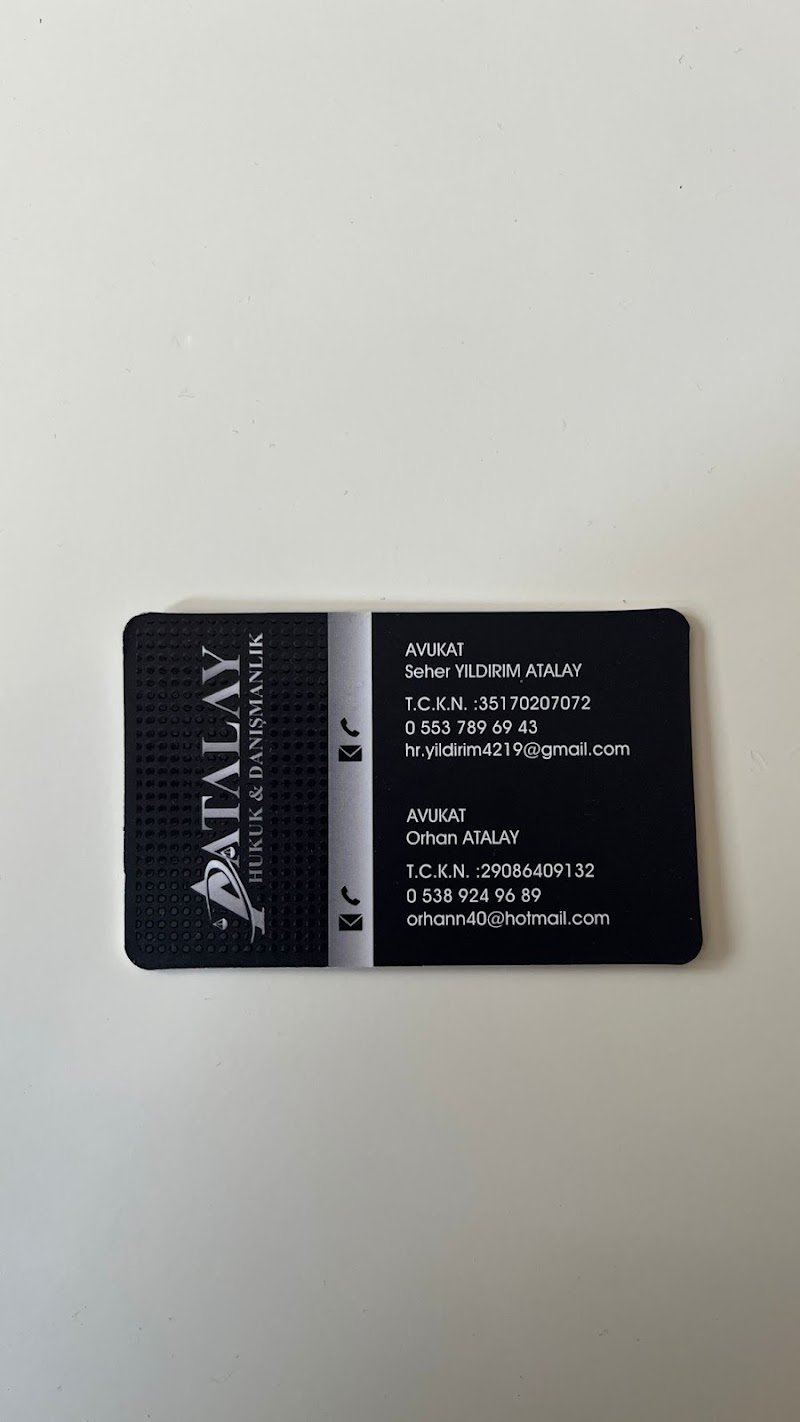 ATALAY
HUKUK & DANIŞMANLIK
AVUKAT
Seher YILDIRIM ATALAY
T.C.K.N. :35170207072
0 553 789 69 43
hr.yildirim4219@gmail.com
AVUKAT
Orhan ATALAY
T.C.K.N. :29086409132
0 538 924 96 89
orhann40@hotmail.com